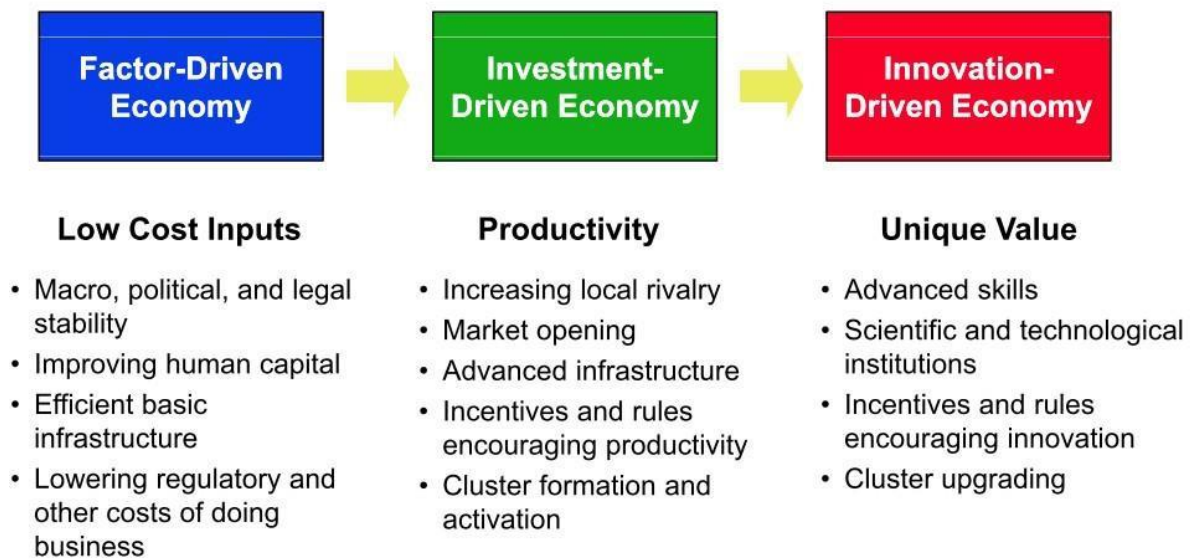 Factor-Driven
Economy
Investment-
Driven Economy
Innovation-
Driven Economy
Low Cost Inputs
• Macro, political, and legal
stability
• Improving human capital
• Efficient basic
infrastructure
• Lowering regulatory and
other costs of doing
business
Productivity
• Increasing local rivalry
• Market opening
• Advanced infrastructure
• Incentives and rules
encouraging productivity
• Cluster formation and
activation
Unique Value
• Advanced skills
• Scientific and technological
institutions
• Incentives and rules
encouraging innovation
• Cluster upgrading